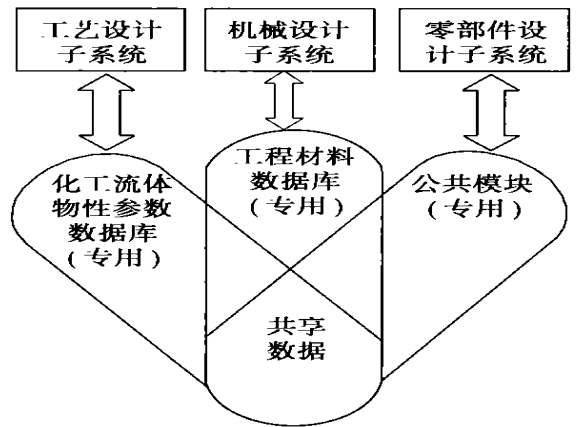 工艺设计
子系统
机械设计
子系统
零部件设
计子系统
化工流体
物性参数
数据库
(专用)
工程材料
数据库
(专用)
公共模块
(专用)
共享
数据